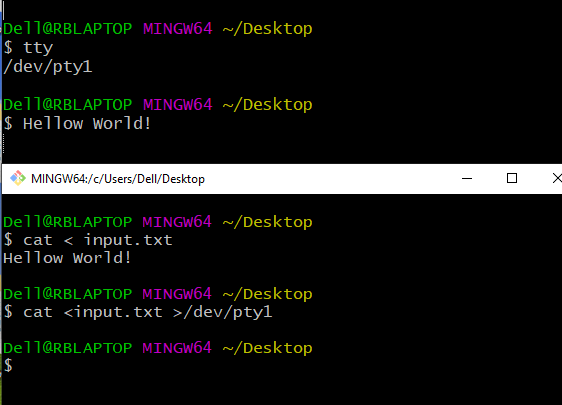 Dell@RBLAPTOP MINGW64 ~/Desktop
$ tty
/dev/pty1
Dell@RBLAPTOP MINGW64 ~/Desktop
$ Hellow World!
MINGW64:/c/Users/Dell/Desktop
Dell@RBLAPTOP MINGW64 ~/Desktop
$ cat < input.txt
Hellow World!
Dell@RBLAPTOP MINGW64 ~/Desktop
$ cat <input.txt >/dev/pty1
Dell@RBLAPTOP MINGW64 ~/Desktop
$